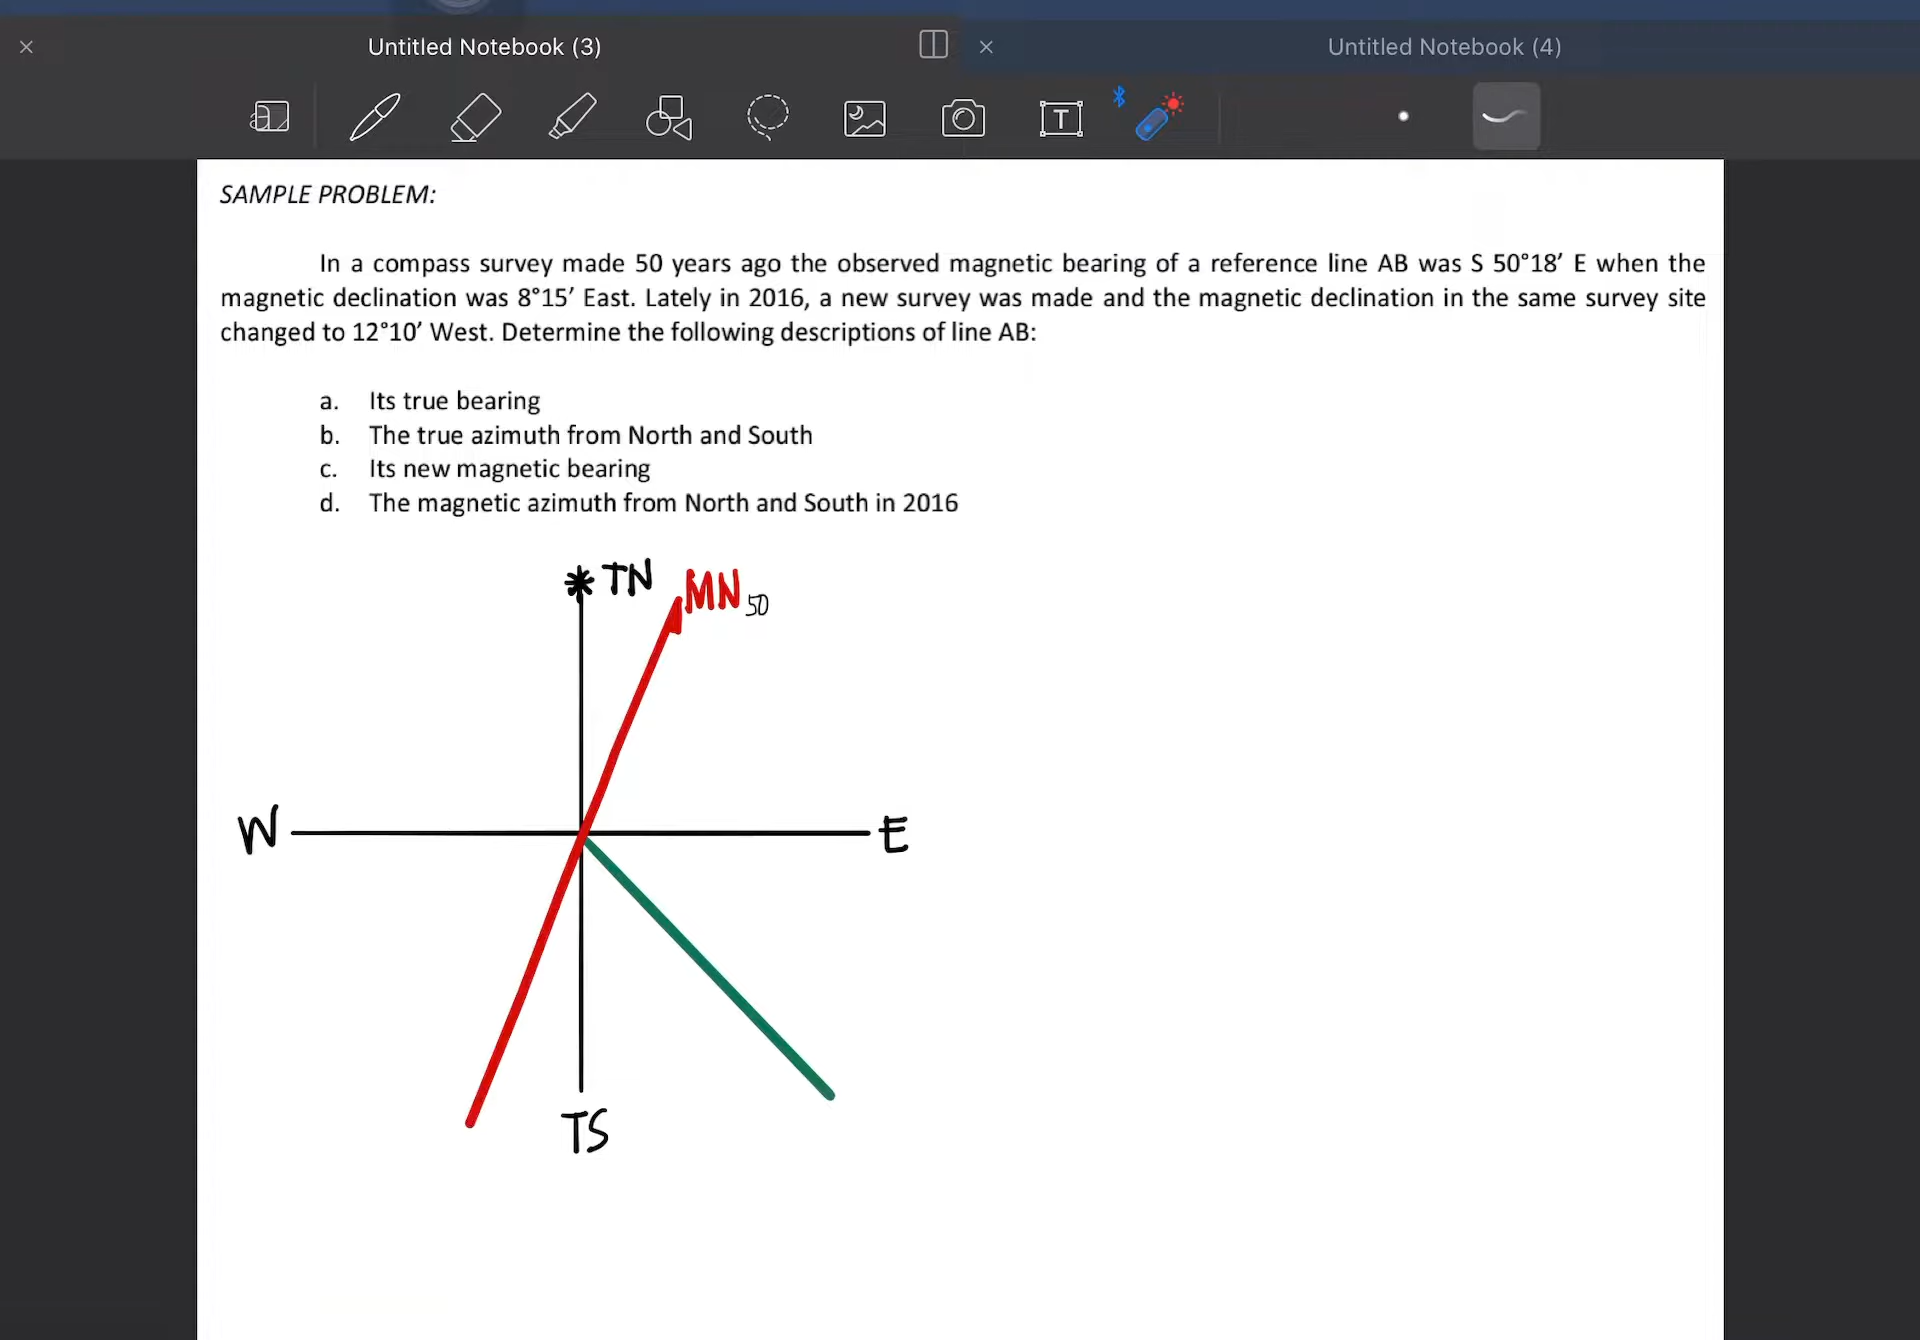 Untitled Notebook (3)
Untitled Notebook (4)
SAMPLE PROBLEM:
In a compass survey made 50 years ago the observed magnetic bearing of a reference line AB was S 50°18′ E when the
magnetic declination was 8°15′ East. Lately in 2016, a new survey was made and the magnetic declination in the same survey site
changed to 12°10′ West. Determine the following descriptions of line AB:
a. Its true bearing
b. The true azimuth from North and South
c. Its new magnetic bearing
d. The magnetic azimuth from North and South in 2016
TN
MN 50
W
E
TS